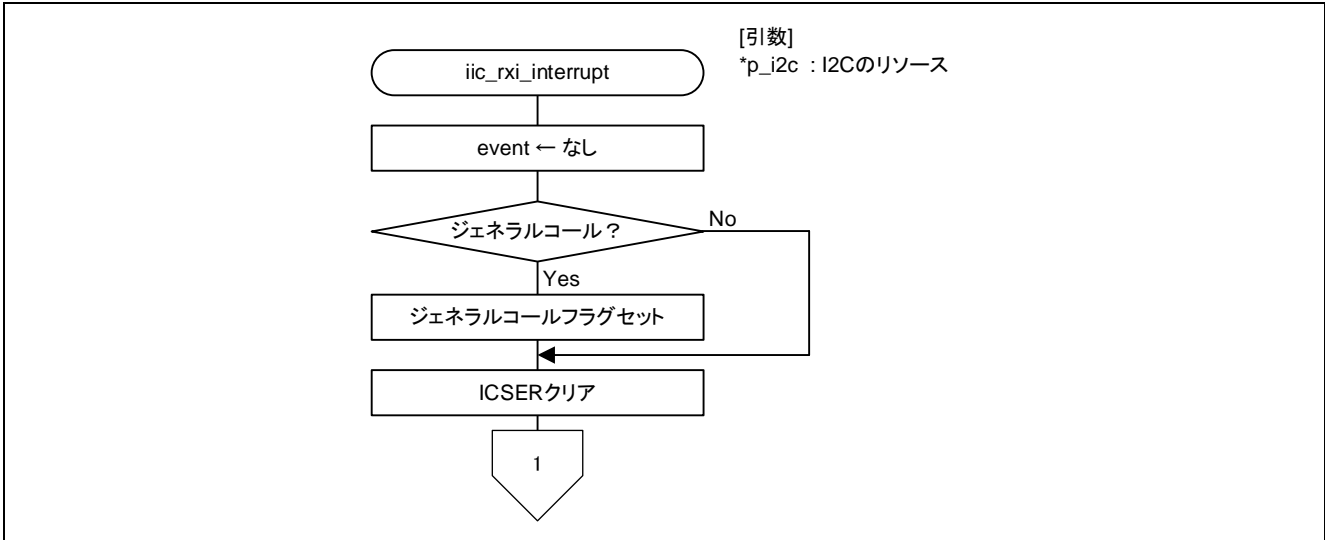 [引数]
*p_i2c : I2Cのリソース
iic_rxi_interrupt
event ← なし
ジェネラルコール？
No
Yes
ジェネラルコールフラグセット
ICSERクリア
1